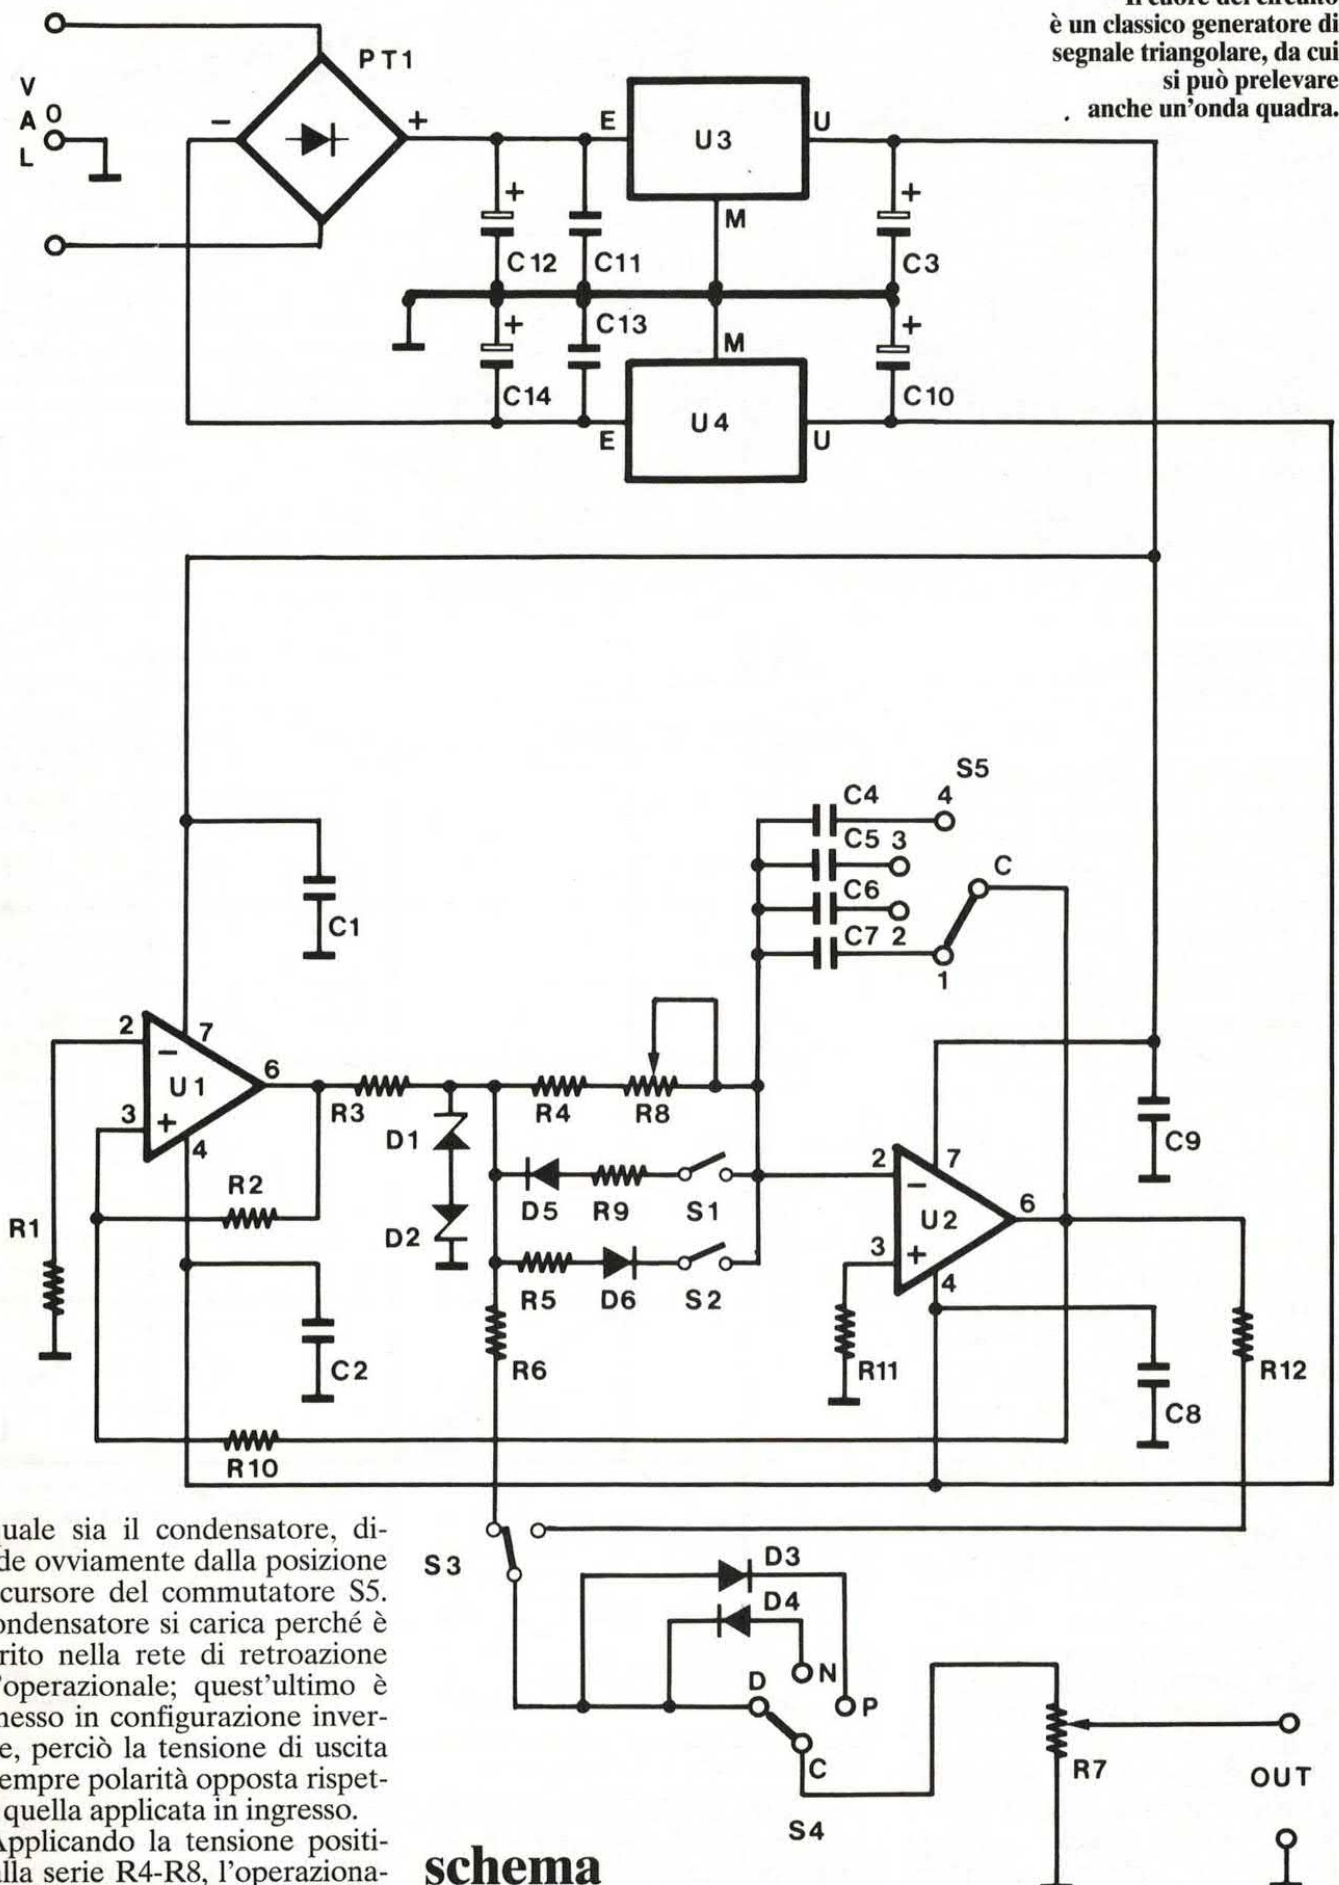 Il cuore del circuito
è un classico generatore di
segnale triangolare, da cui
si può prelevare
anche un'onda quadra.
PT1
V
A O
L
−
+
E
U3
U
M
+
C12
C11
+
C3
+
C13
M
+
C14
C10
E
U4
U
S5
C4
4
C5
3
C6
C
C7
2
1
C1
2
7
−
U1
6
3
+
4
R3
R4
R8
D1
R2
D5
R9
S1
D2
R1
R5
D6
S2
C2
R6
R10
2
7
−
U2
6
3
+
4
C9
R11
C8
R12
uale sia il condensatore, di-
de ovviamente dalla posizione
cursore del commutatore S5.
ondensatore si carica perché è
rito nella rete di retroazione
l'operazionale; quest'ultimo è
nesso in configurazione inver-
e, perciò la tensione di uscita
empre polarità opposta rispet-
quella applicata in ingresso.
Applicando la tensione positi-
lla serie R4-R8, l'operaziona-
S3
D3
D4
D
N
P
C
S4
R7
OUT
schema